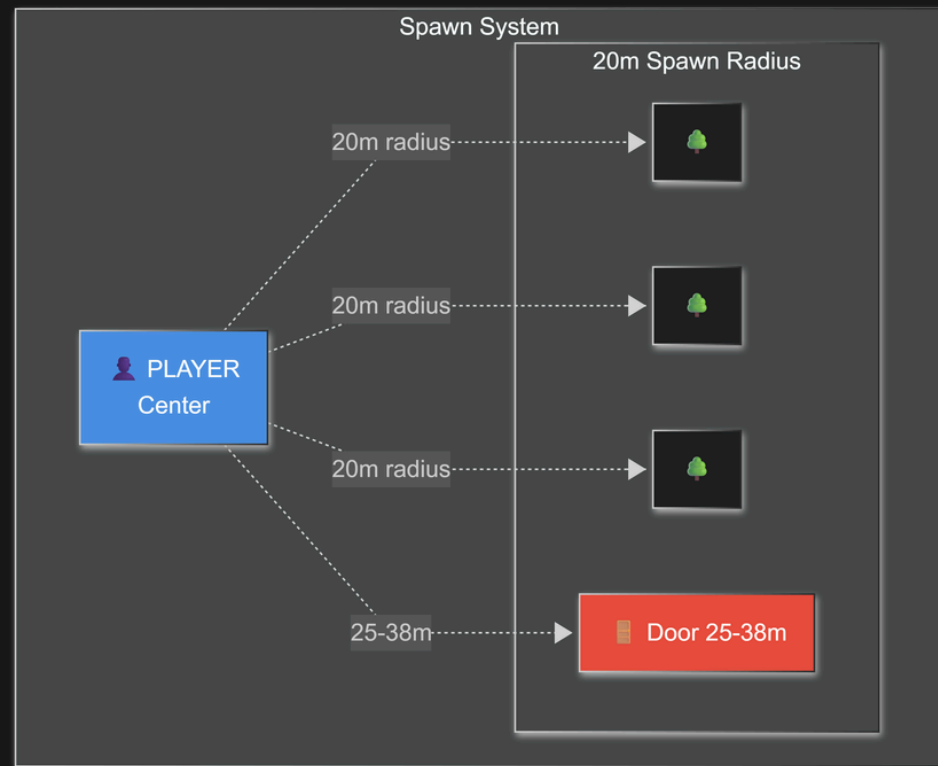 Spawn System
20m Spawn Radius
20m radius
20m radius
PLAYER
Center
20m radius
25-38m
Door 25-38m